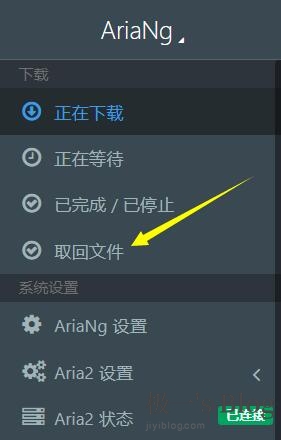 AriaNg
下载
正在下载
正在等待
已完成 / 已停止
取回文件
系统设置
AriaNg 设置
Aria2 设置
Aria2 状态
已连接
jiyiblog.com